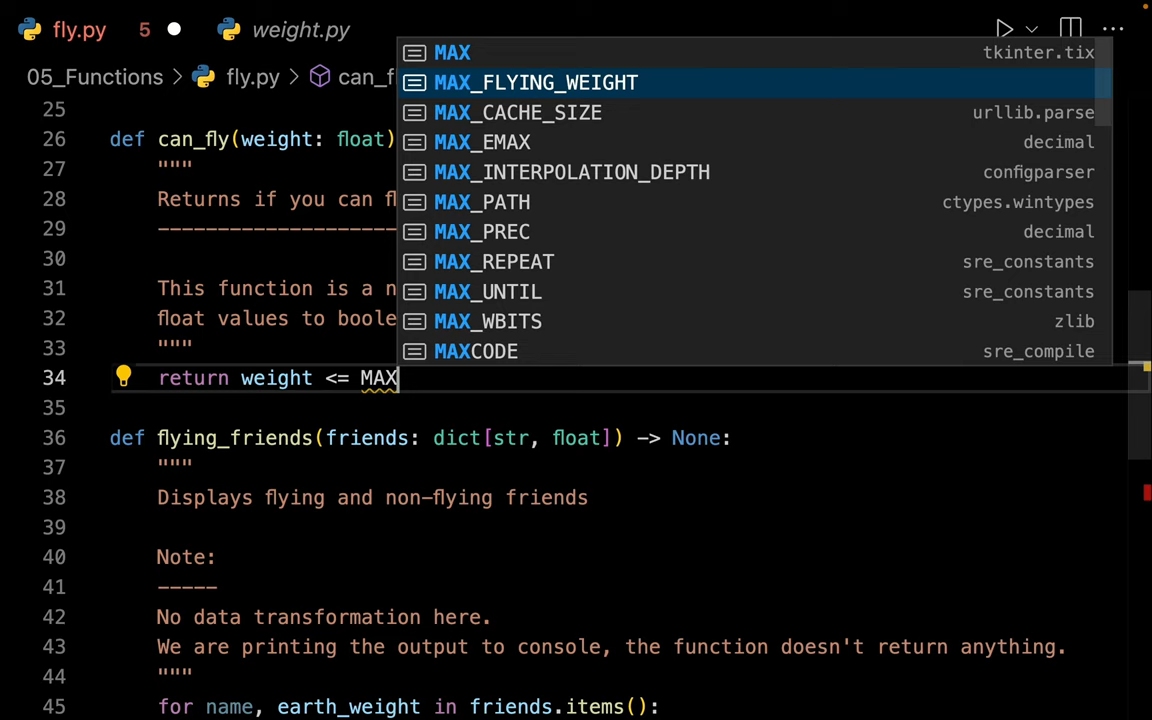 fly.py 5 weight.py
05_Functions > fly.py > can_f
MAX tkinter.tix
MAX_FLYING_WEIGHT
MAX_CACHE_SIZE urllib.parse
MAX_EMAX decimal
MAX_INTERPOLATION_DEPTH configparser
MAX_PATH ctypes.wintypes
MAX_PREC decimal
MAX_REPEAT sre_constants
MAX_UNTIL sre_constants
MAX_WBITS zlib
MAXCODE sre_compile
25
26 def can_fly(weight: float)
27 """
28 Returns if you can fl
29 --------------------
30
31 This function is a n
32 float values to boole
33 """
34 return weight <= MAX
35
36 def flying_friends(friends: dict[str, float]) -> None:
37 """
38 Displays flying and non-flying friends
39
40 Note:
41 -----
42 No data transformation here.
43 We are printing the output to console, the function doesn't return anything.
44 """
45 for name, earth_weight in friends.items():